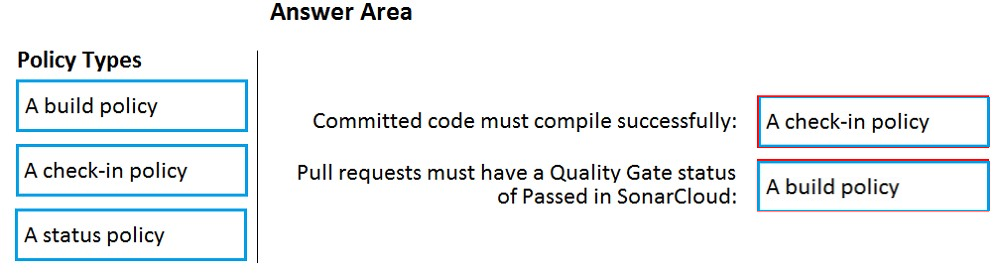 Answer Area
Policy Types
A build policy
A check-in policy
A status policy
Committed code must compile successfully:
A check-in policy
Pull requests must have a Quality Gate status
of Passed in SonarCloud:
A build policy